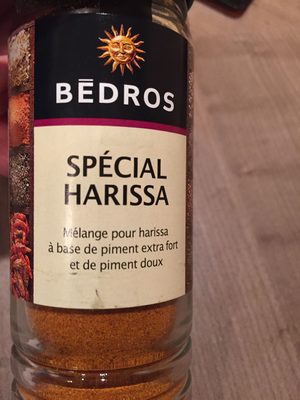 BĒDROS
SPÉCIAL
HARISSA
Mélange pour harissa
à base de piment extra fort
et de piment doux